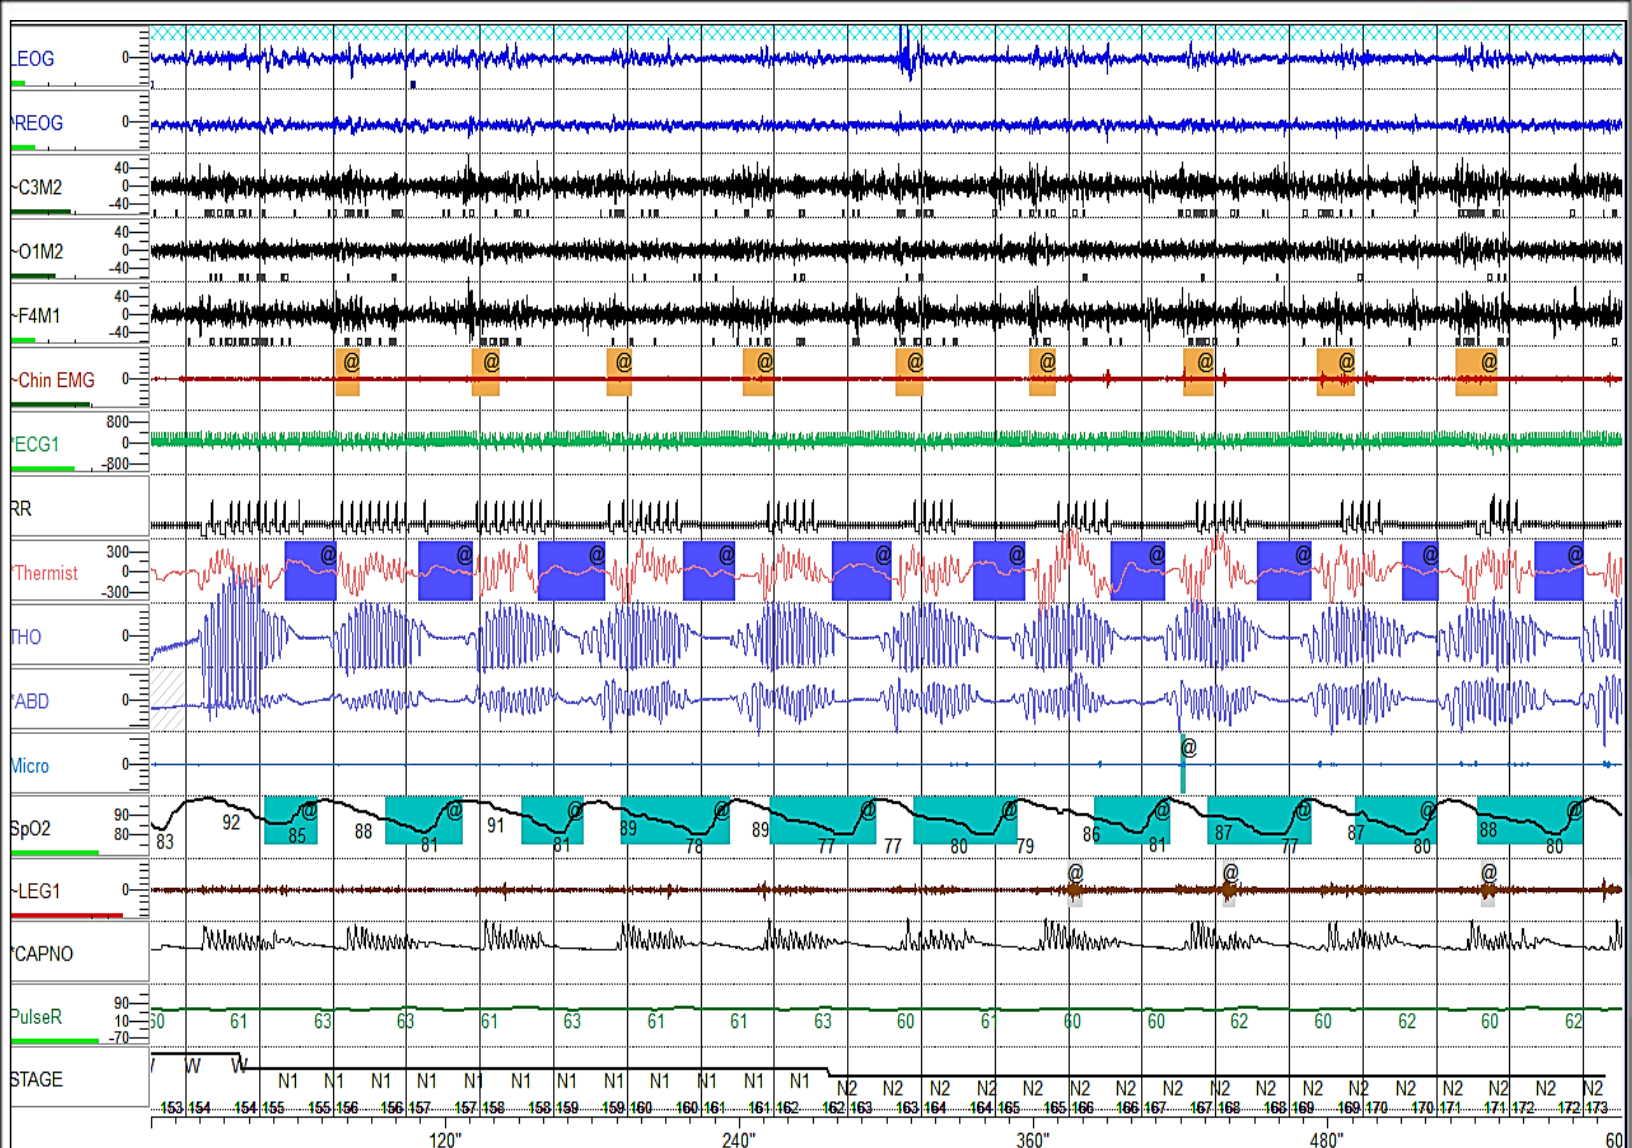 LEOG 0
*REOG 0
~C3M2 40 0 -40
~O1M2 40 0 -40
~F4M1 40 0 -40
@ @ @ @ @ @ @ @ @
~Chin EMG 0
*ECG1 800 0 -800
RR
@ @ @ @ @ @ @ @ @ @
*Thermist 300 0 -300
THO 0
*ABD 0
@
Micro 0
@ @ @ @ @ @ @ @ @
SpO2 90 80
83 92 85 88 81 91 81 89 78 89 77 77 80 79 86 81 87 77 87 80 88 80
@ @ @
~LEG1 0
*CAPNO
PulseR 90 10 -70
60 61 63 63 61 63 61 61 63 60 61 60 60 62 60 62 60 62
STAGE
W W N1 N1 N1 N1 N1 N1 N1 N1 N1 N1 N1 N1 N2 N2 N2 N2 N2 N2 N2 N2 N2 N2 N2 N2 N2 N2 N2 N2
153 154 154 155 155 156 156 157 157 158 158 159 159 160 160 161 161 162 162 163 163 164 164 165 165 166 166 167 167 168 168 169 169 170 170 171 171 172 172 173
120" 240" 360" 480" 60